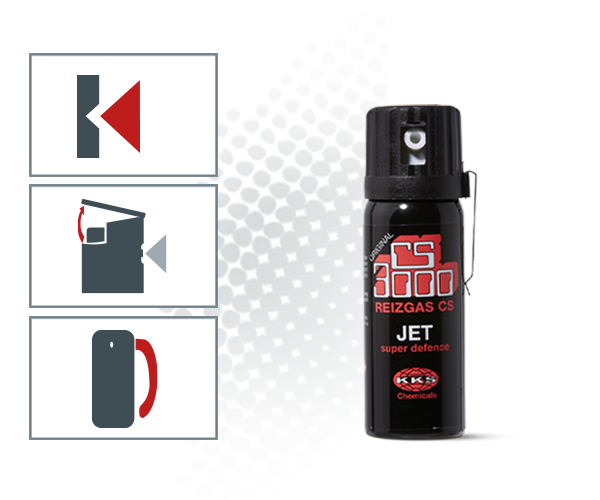 ORIGINAL
CS
3000
REIZGAS CS
JET
super defence
KKS
Chemicals